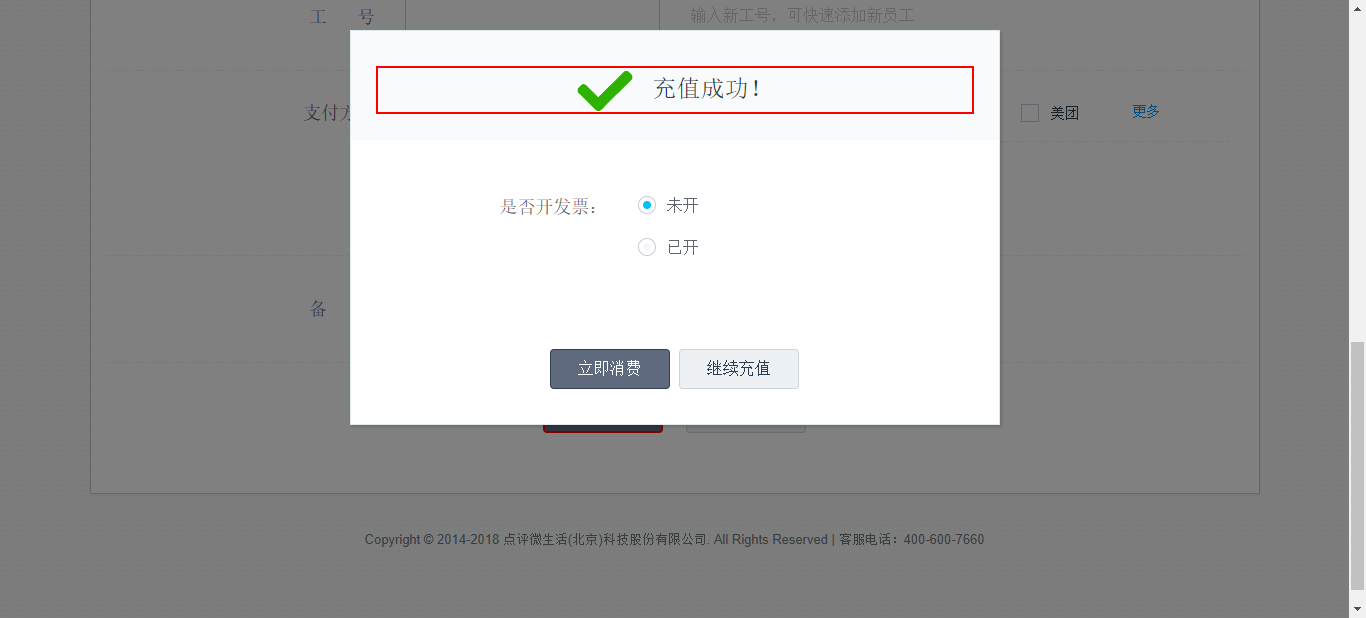 工 号
输入新工号，可快速添加新员工
充值成功！
支付方
美团
更多
是否开发票：
未开
已开
备
立即消费
继续充值
Copyright © 2014-2018 点评微生活(北京)科技股份有限公司. All Rights Reserved | 客服电话：400-600-7660